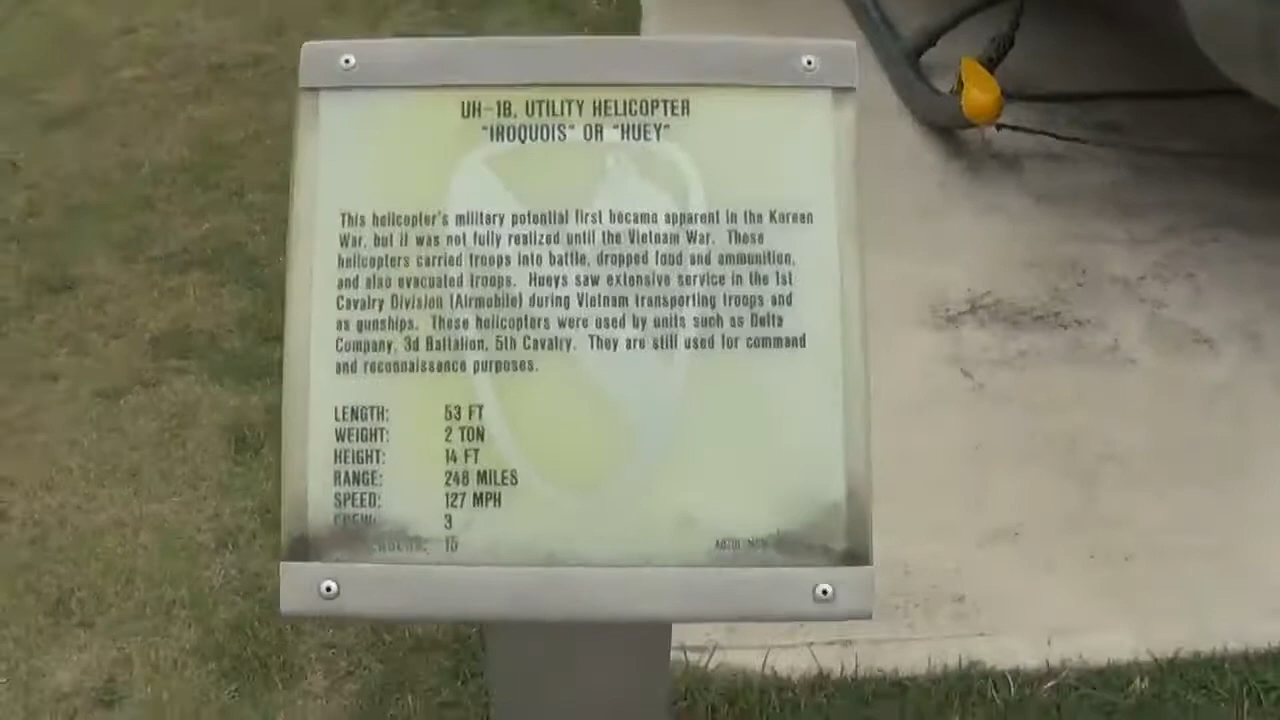 UH-1B, UTILITY HELICOPTER
"IROQUOIS" OR "HUEY"
This helicopter's military potential first became apparent in the Korean
War, but it was not fully realized until the Vietnam War. These
helicopters carried troops into battle, dropped food and ammunition,
and also evacuated troops. Hueys saw extensive service in the 1st
Cavalry Division (Airmobile) during Vietnam transporting troops and
as gunships. These helicopters were used by units such as Delta
Company, 3d Battalion, 5th Cavalry. They are still used for command
and reconnaissance purposes.
LENGTH: 53 FT
WEIGHT: 2 TON
HEIGHT: 14 FT
RANGE: 248 MILES
SPEED: 127 MPH
CREW: 3
15